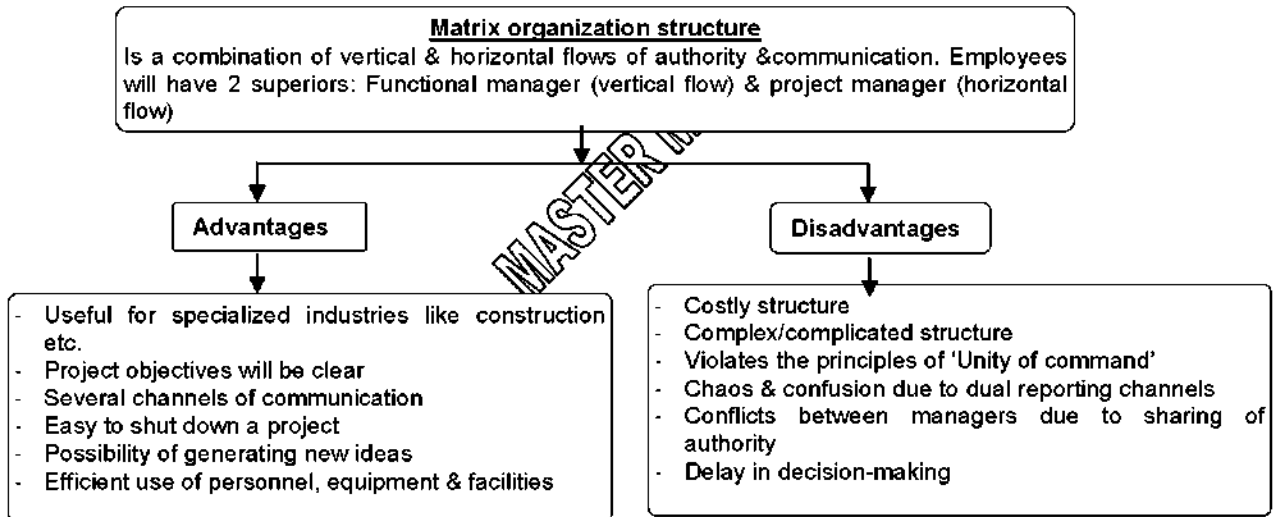 Matrix organization structure
Is a combination of vertical & horizontal flows of authority &communication. Employees
will have 2 superiors: Functional manager (vertical flow) & project manager (horizontal
flow)
MASTER M
Advantages
Disadvantages
- Useful for specialized industries like construction
etc.
- Project objectives will be clear
- Several channels of communication
- Easy to shut down a project
- Possibility of generating new ideas
- Efficient use of personnel, equipment & facilities
- Costly structure
- Complex/complicated structure
- Violates the principles of ‘Unity of command’
- Chaos & confusion due to dual reporting channels
- Conflicts between managers due to sharing of
authority
- Delay in decision-making